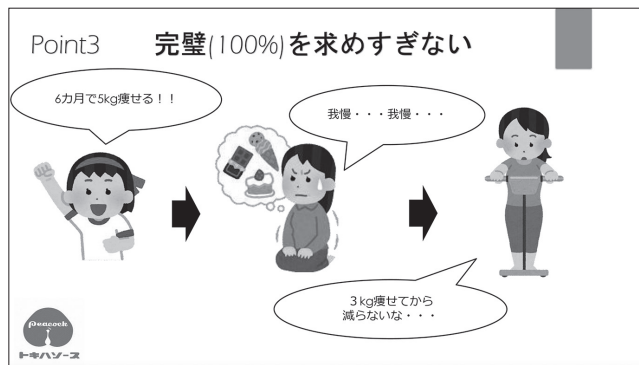 Point3 完璧(100%)を求めすぎない
6カ月で5kg痩せる！！
我慢・・・我慢・・・
３kg痩せてから
減らないな・・・
Peacock
トキハソース